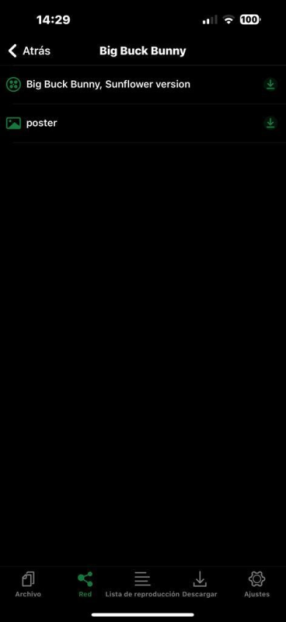 14:29
100
Atrás
Big Buck Bunny
Big Buck Bunny, Sunflower version
poster
Archivo
Red
Lista de reproducción
Descargar
Ajustes